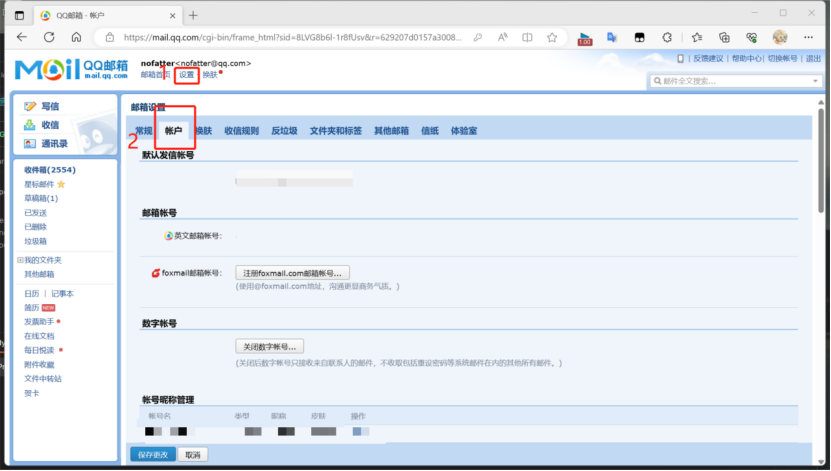 QQ邮箱 - 帐户
https://mail.qq.com/cgi-bin/frame_html?sid=8LVG8b6l-1r8fUsv&r=629207d0157a3008...
1.00
Mail QQ邮箱
mail.qq.com
nofatter<nofatter@qq.com>
邮箱首页 | 设置 | 换肤
1
反馈建议 | 帮助中心 | 切换帐号 | 退出
邮件全文搜索...
写信
收信
通讯录
收件箱(2554)
星标邮件
草稿箱(1)
已发送
已删除
垃圾箱
我的文件夹
其他邮箱
日历 | 记事本
简历 NEW
发票助手
在线文档
每日悦读
附件收藏
文件中转站
贺卡
邮箱设置
2
常规 帐户 换肤 收信规则 反垃圾 文件夹和标签 其他邮箱 信纸 体验室
默认发信帐号
邮箱帐号
英文邮箱帐号:
foxmail邮箱帐号: 注册foxmail.com邮箱帐号...
(使用@foxmail.com地址，沟通更显商务气质。)
数字帐号
关闭数字帐号...
(关闭后数字帐号只接收来自联系人的邮件，不收取包括重设密码等系统邮件在内的其他所有邮件。)
帐号昵称管理
帐号名 类型 昵称 皮肤 操作
保存更改 取消